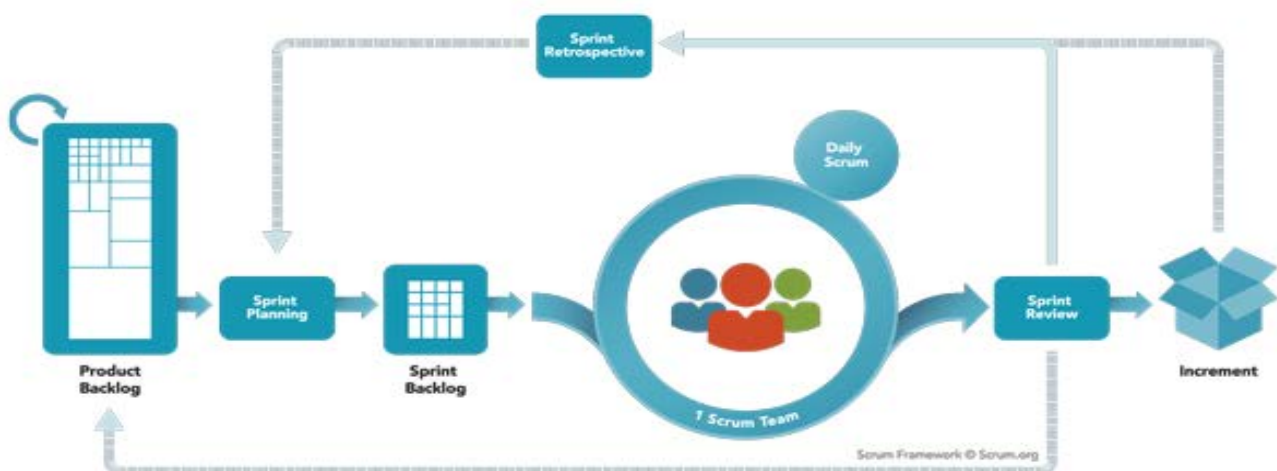 Sprint
Retrospective
Daily
Scrum
Sprint
Planning
Sprint
Review
Product
Backlog
Sprint
Backlog
Increment
1 Scrum Team
Scrum Framework © Scrum.org